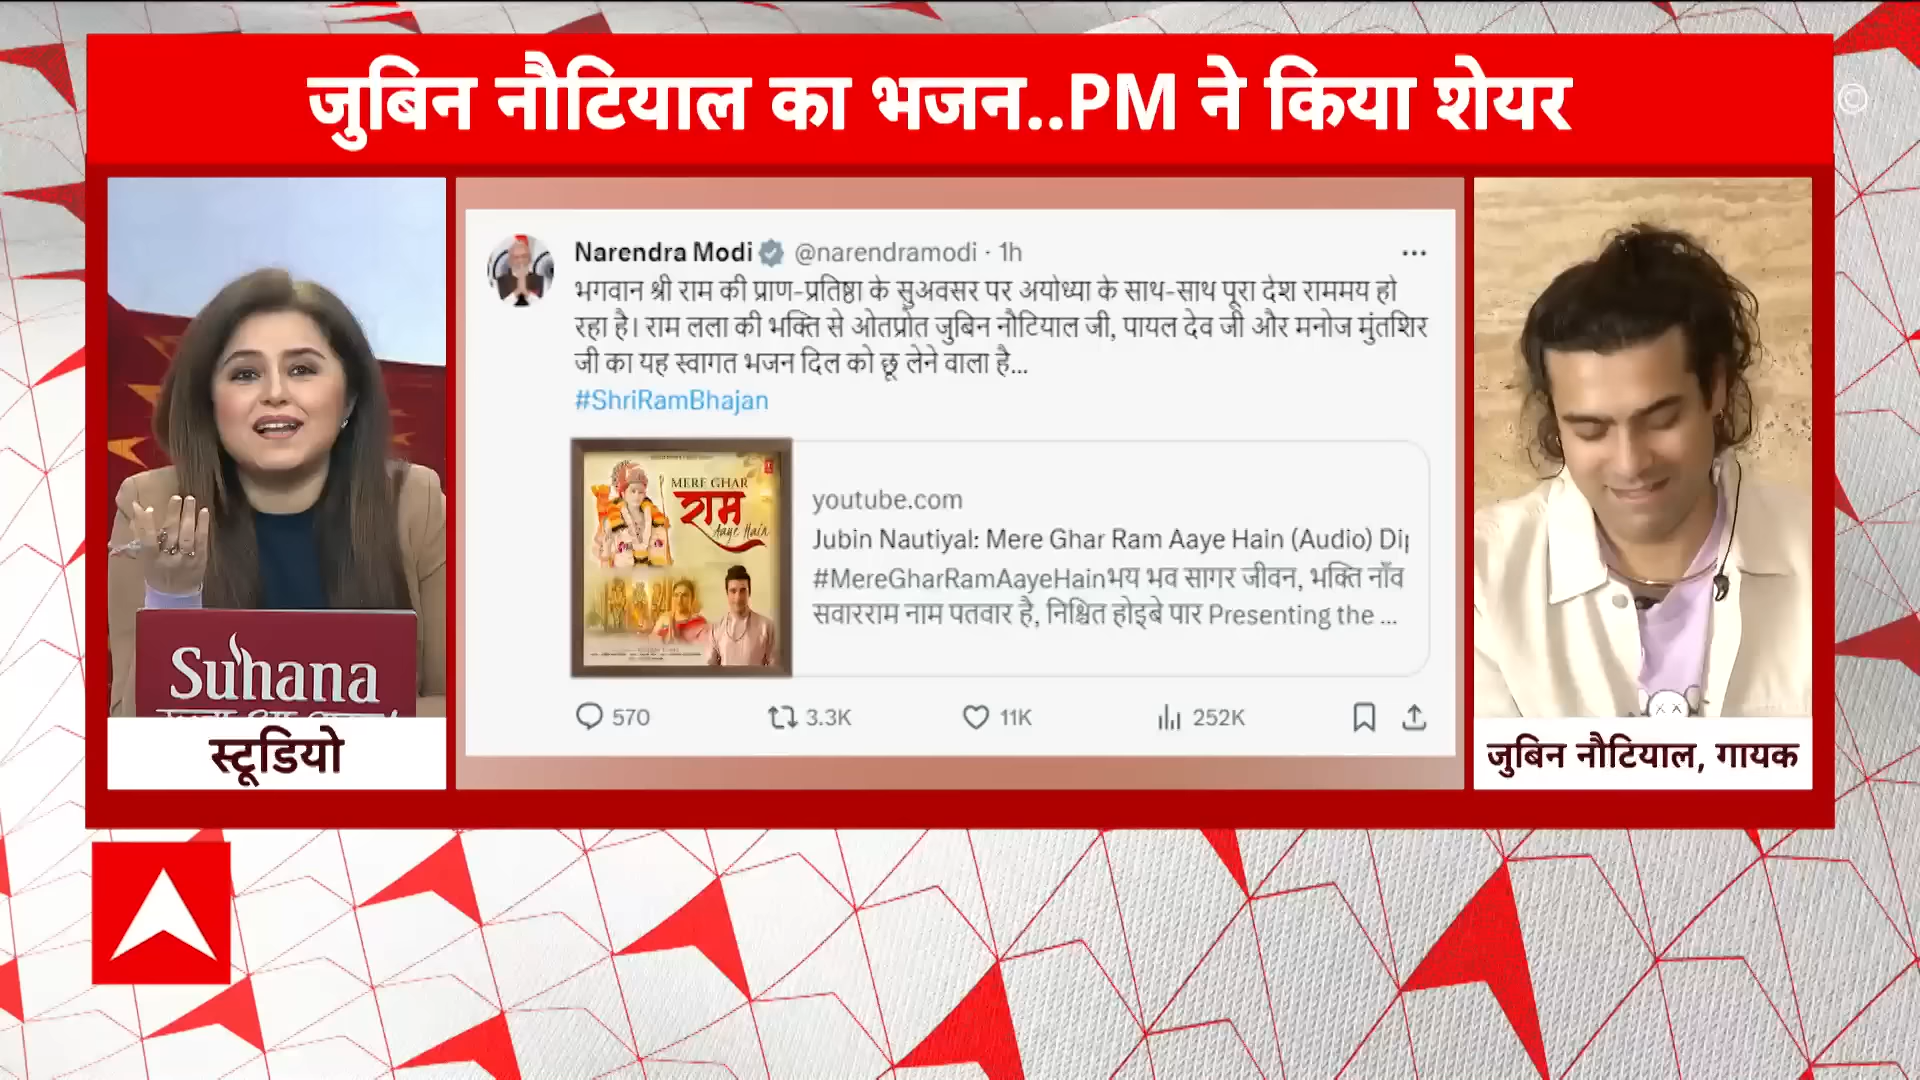 जुबिन नौटियाल का भजन..PM ने किया शेयर
©
Narendra Modi @narendramodi · 1h
भगवान श्री राम की प्राण-प्रतिष्ठा के सुअवसर पर अयोध्या के साथ-साथ पूरा देश राममय हो
रहा है। राम लला की भक्ति से ओतप्रोत जुबिन नौटियाल जी, पायल देव जी और मनोज मुंतशिर
जी का यह स्वागत भजन दिल को छू लेने वाला है...
#ShriRamBhajan
MERE GHAR
राम
Aaye Hain
youtube.com
Jubin Nautiyal: Mere Ghar Ram Aaye Hain (Audio)
#MereGharRamAayeHainभय भव सागर जीवन, भक्ति नाँव
सवारराम नाम पतवार है, निश्चित होइबे पार Presenting the ...
570 3.3K 11K 252K
Suhana
स्टूडियो
जुबिन नौटियाल, गायक